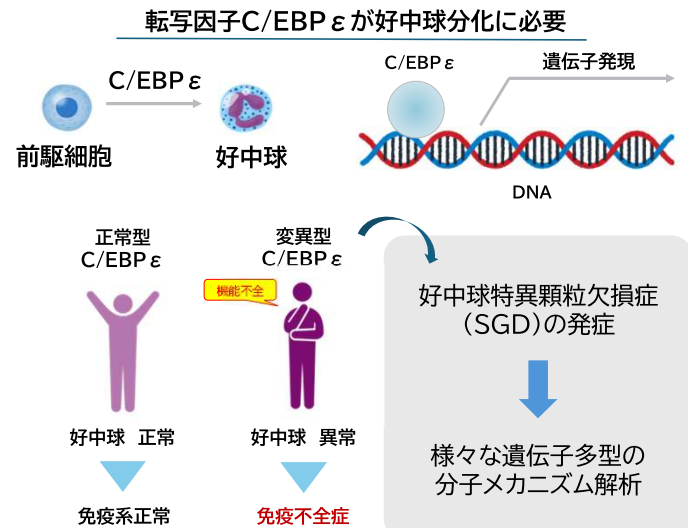 転写因子C/EBPεが好中球分化に必要
C/EBPε
前駆細胞
好中球
C/EBPε
遺伝子発現
DNA
正常型
C/EBPε
変異型
C/EBPε
機能不全
好中球 正常
好中球 異常
免疫系正常
免疫不全症
好中球特異顆粒欠損症
(SGD)の発症
様々な遺伝子多型の
分子メカニズム解析